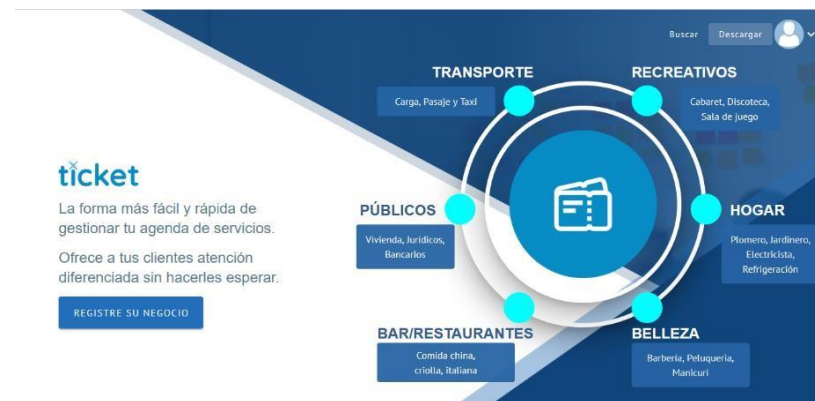 Buscar
Descargar
TRANSPORTE
Carga, Pasaje y Taxi
RECREATIVOS
Cabaret, Discoteca,
Sala de juego
ticket
La forma más fácil y rápida de
gestionar tu agenda de servicios.
Ofrece a tus clientes atención
diferenciada sin hacerles esperar.
REGISTRE SU NEGOCIO
PÚBLICOS
Vivienda, Jurídicos,
Bancarios
HOGAR
Plomero, Jardinero,
Electricista,
Refrigeración
BAR/RESTAURANTES
Comida china,
criolla, italiana
BELLEZA
Barbería, Peluquería,
Manicuri